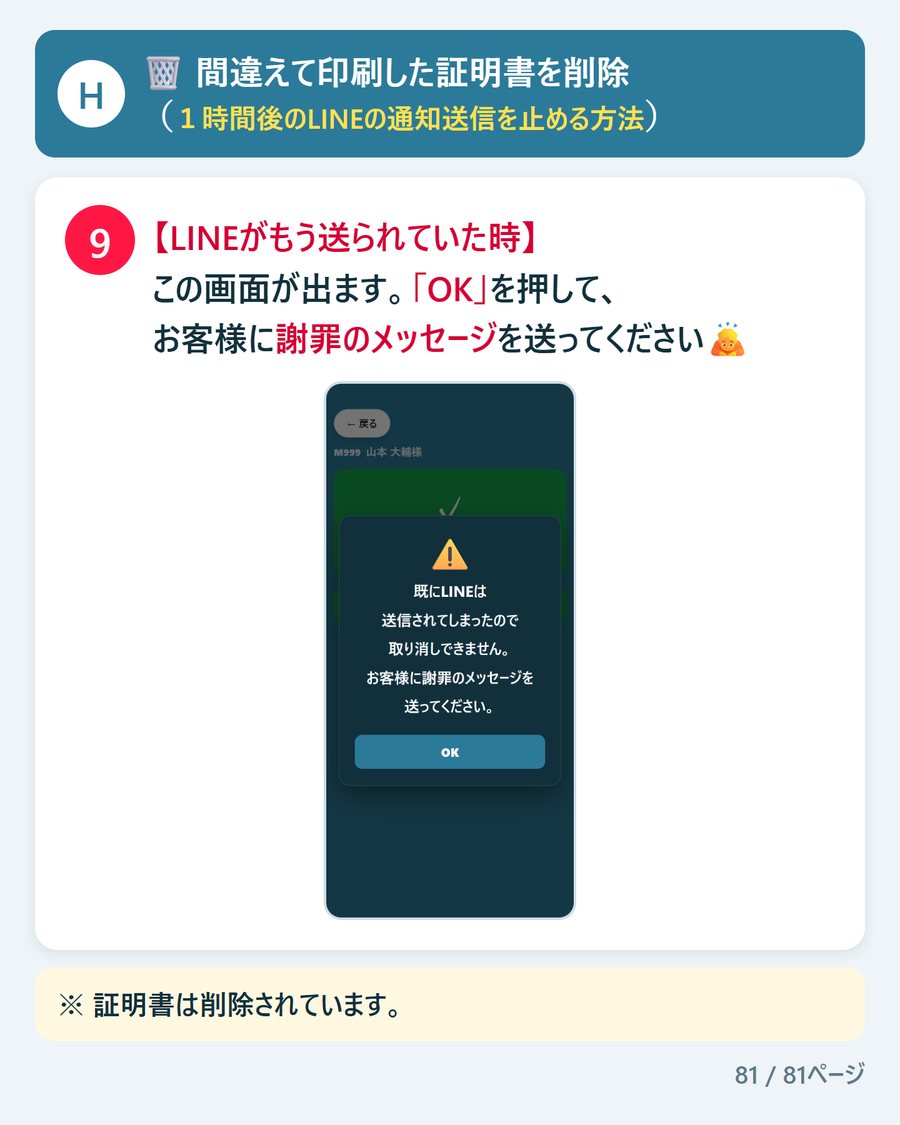 H
間違えて印刷した証明書を削除
（１時間後のLINEの通知送信を止める方法）
9
【LINEがもう送られていた時】
この画面が出ます。「OK」を押して、
お客様に謝罪のメッセージを送ってください
← 戻る
M999 山本 大輔様
既にLINEは
送信されてしまったので
取り消しできません。
お客様に謝罪のメッセージを
送ってください。
OK
※ 証明書は削除されています。
81 / 81ページ